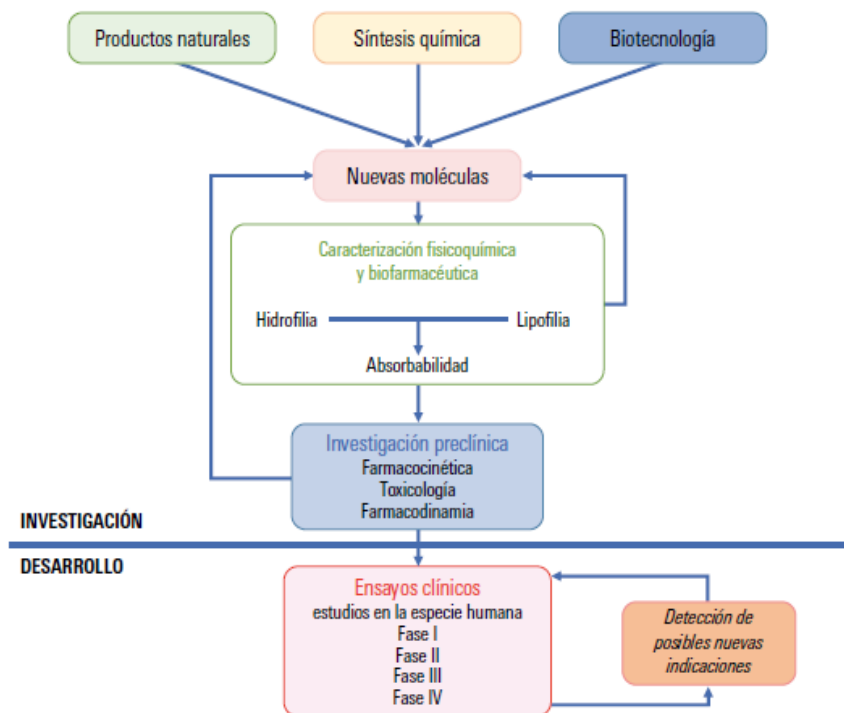 Productos naturales
Síntesis química
Biotecnología
Nuevas moléculas
Caracterización fisicoquímica
y biofarmacéutica
Hidrofilia
Lipofilia
Absorbabilidad
Investigación preclínica
Farmacocinética
Toxicología
Farmacodinamia
INVESTIGACIÓN
DESARROLLO
Ensayos clínicos
estudios en la especie humana
Fase I
Fase II
Fase III
Fase IV
Detección de
posibles nuevas
indicaciones